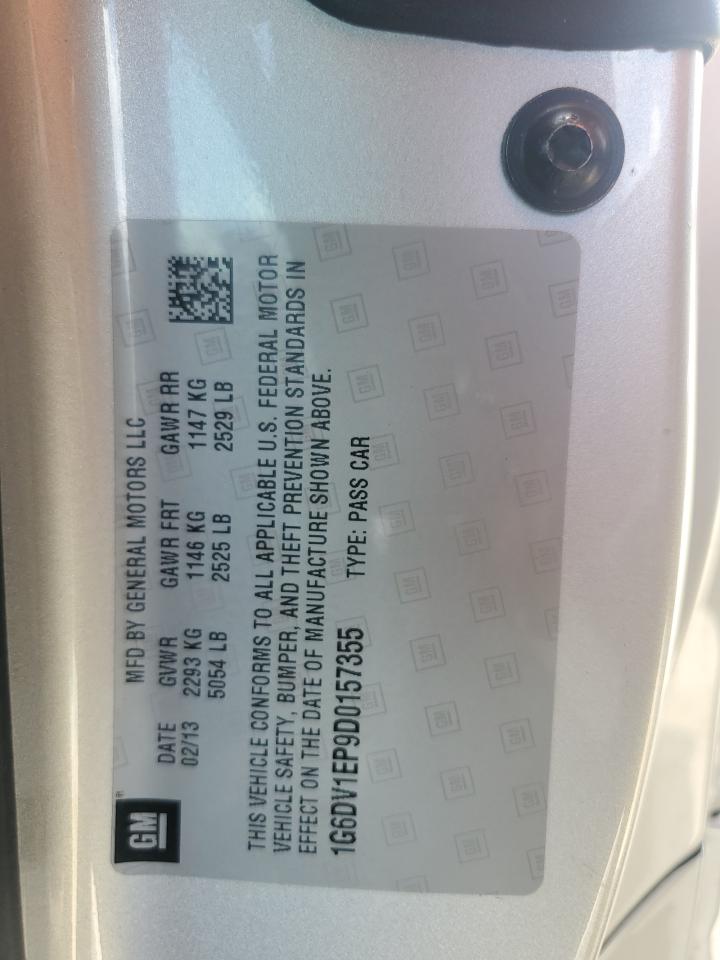 GM
MFD BY GENERAL MOTORS LLC
DATE GVWR GAWR FRT GAWR RR
02/13 2293 KG 1146 KG 1147 KG
5054 LB 2525 LB 2529 LB
THIS VEHICLE CONFORMS TO ALL APPLICABLE U.S. FEDERAL MOTOR
VEHICLE SAFETY, BUMPER, AND THEFT PREVENTION STANDARDS IN
EFFECT ON THE DATE OF MANUFACTURE SHOWN ABOVE.
1G6DV1EP9D0157355 TYPE: PASS CAR